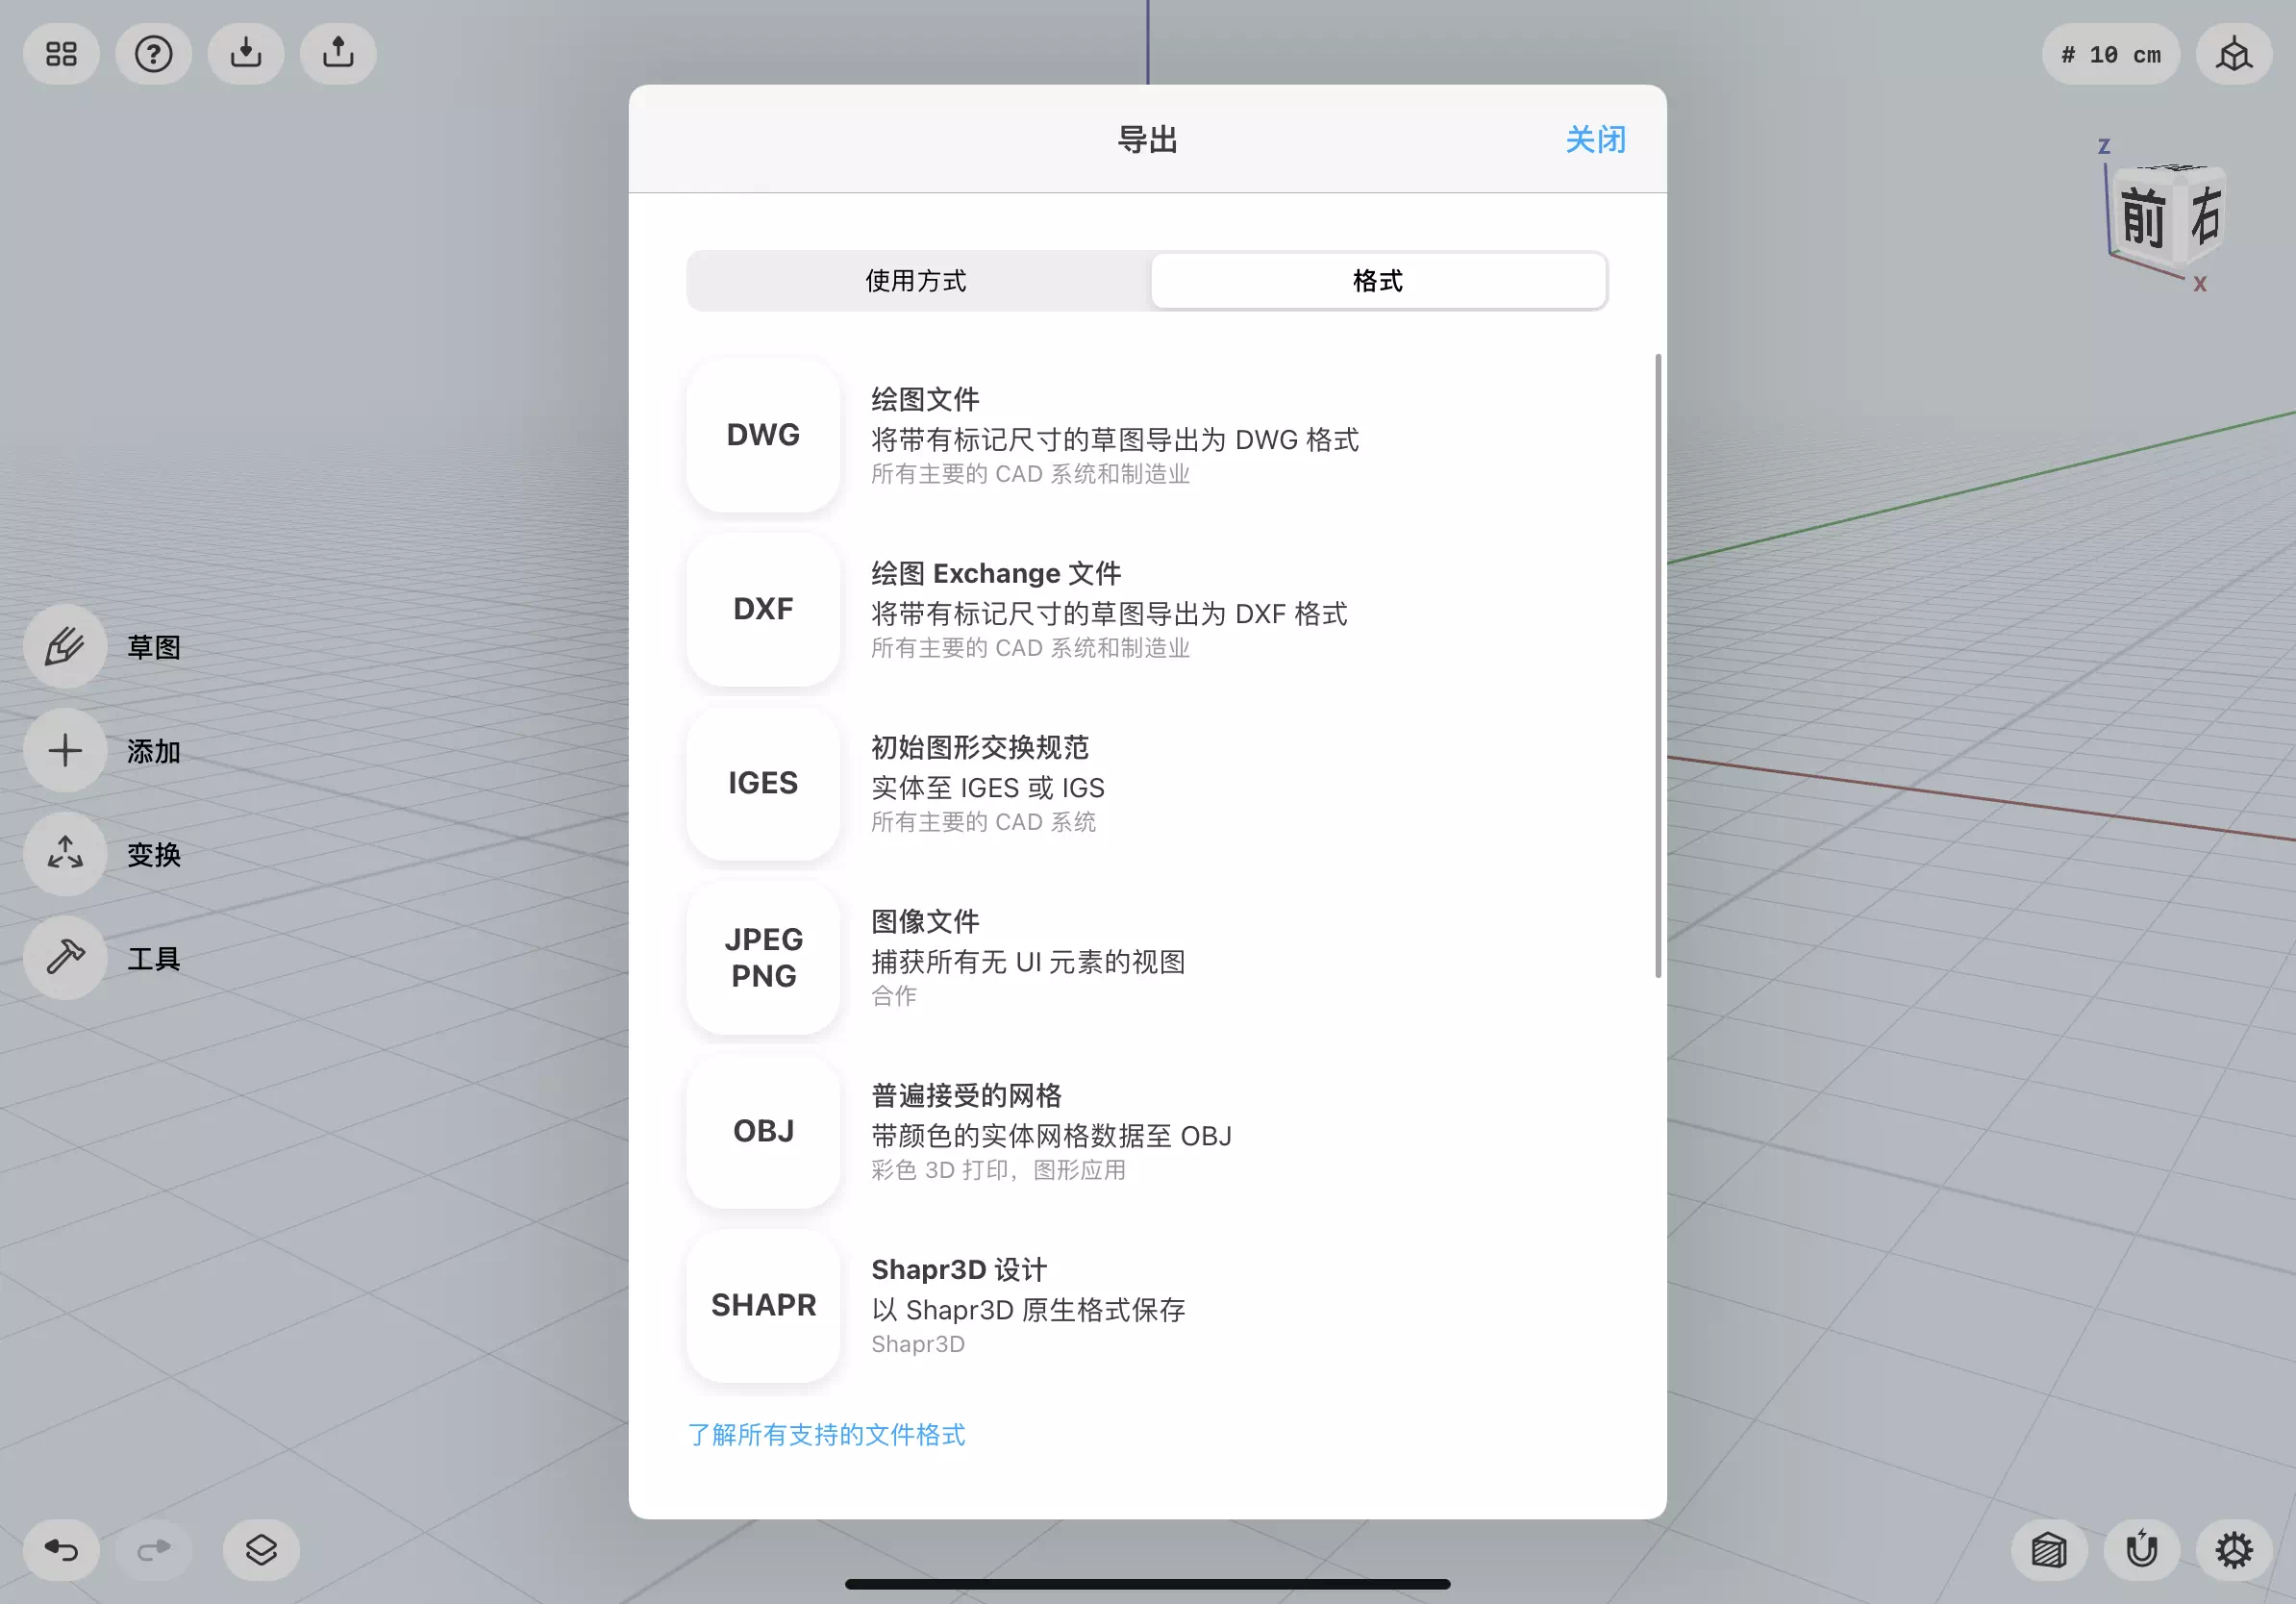 # 10 cm
导出
关闭
Z
前
右
X
使用方式
格式
DWG
绘图文件
将带有标记尺寸的草图导出为 DWG 格式
所有主要的 CAD 系统和制造业
DXF
绘图 Exchange 文件
将带有标记尺寸的草图导出为 DXF 格式
所有主要的 CAD 系统和制造业
草图
IGES
初始图形交换规范
实体至 IGES 或 IGS
所有主要的 CAD 系统
添加
变换
JPEG
PNG
图像文件
捕获所有无 UI 元素的视图
合作
工具
OBJ
普遍接受的网格
带颜色的实体网格数据至 OBJ
彩色 3D 打印，图形应用
SHAPR
Shapr3D 设计
以 Shapr3D 原生格式保存
Shapr3D
了解所有支持的文件格式